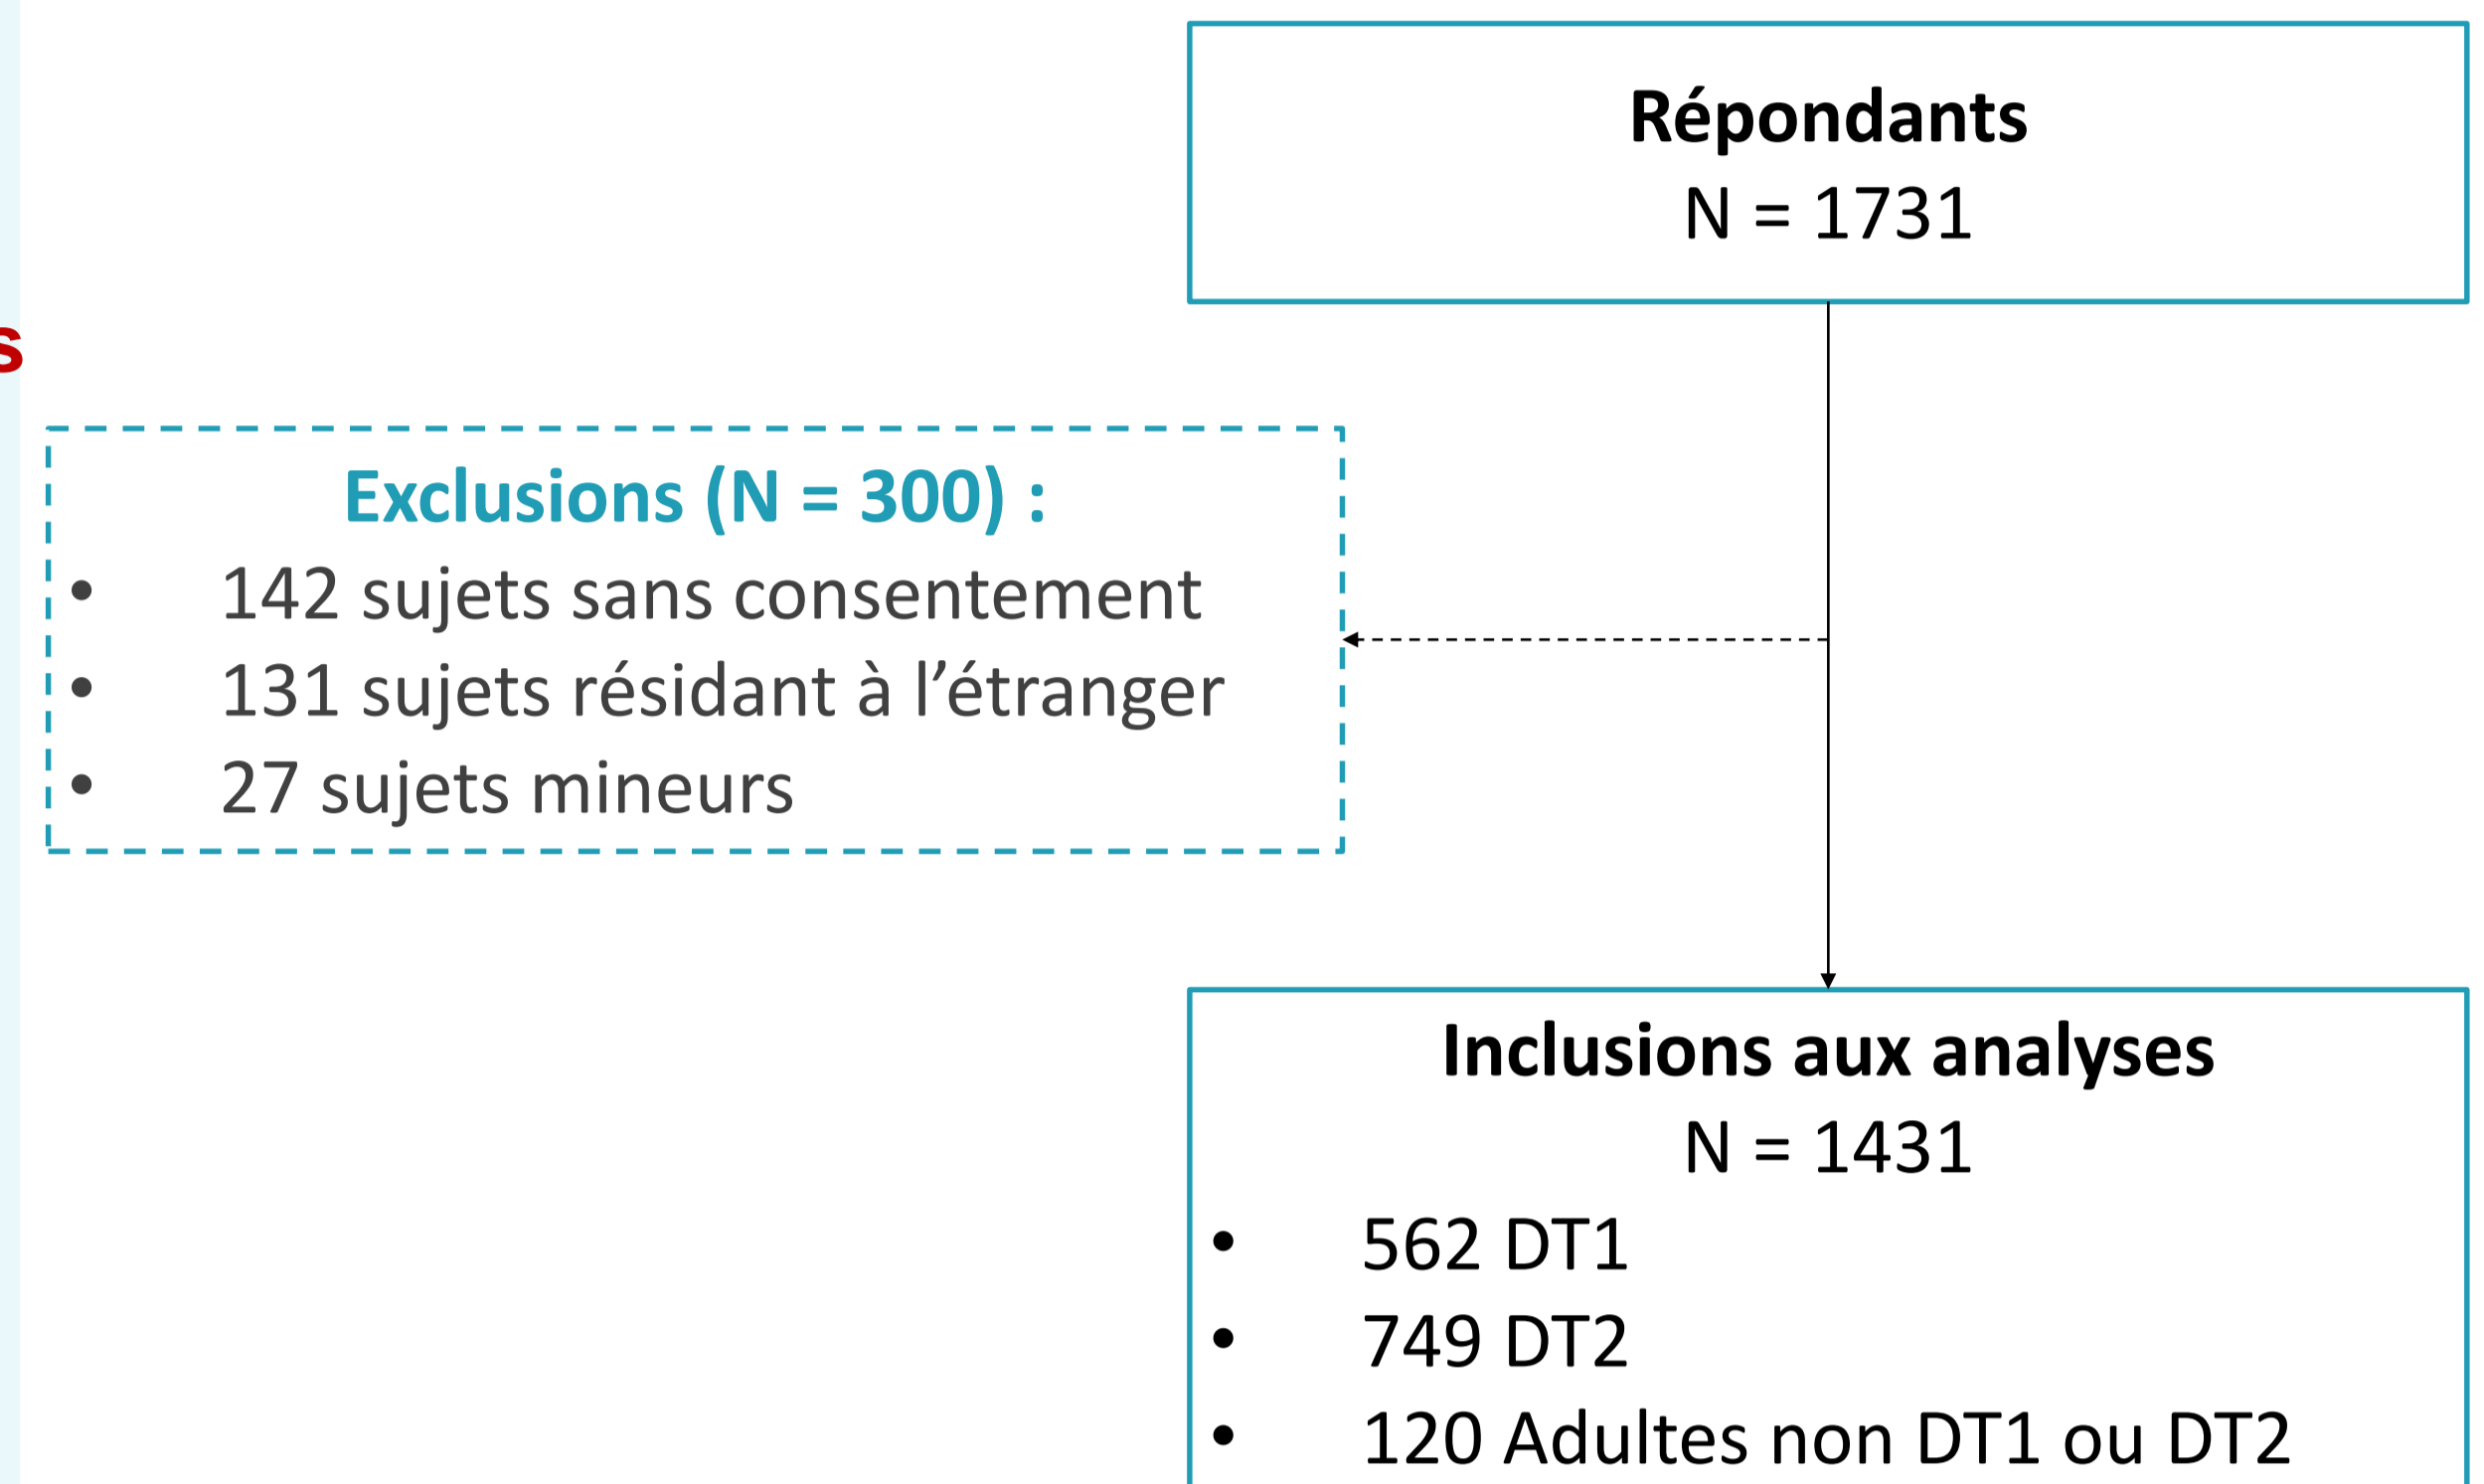 Répondants
N = 1731
s
Exclusions (N = 300) :
• 142 sujets sans consentement
• 131 sujets résidant à l’étranger
• 27 sujets mineurs
Inclusions aux analyses
N = 1431
• 562 DT1
• 749 DT2
• 120 Adultes non DT1 ou DT2